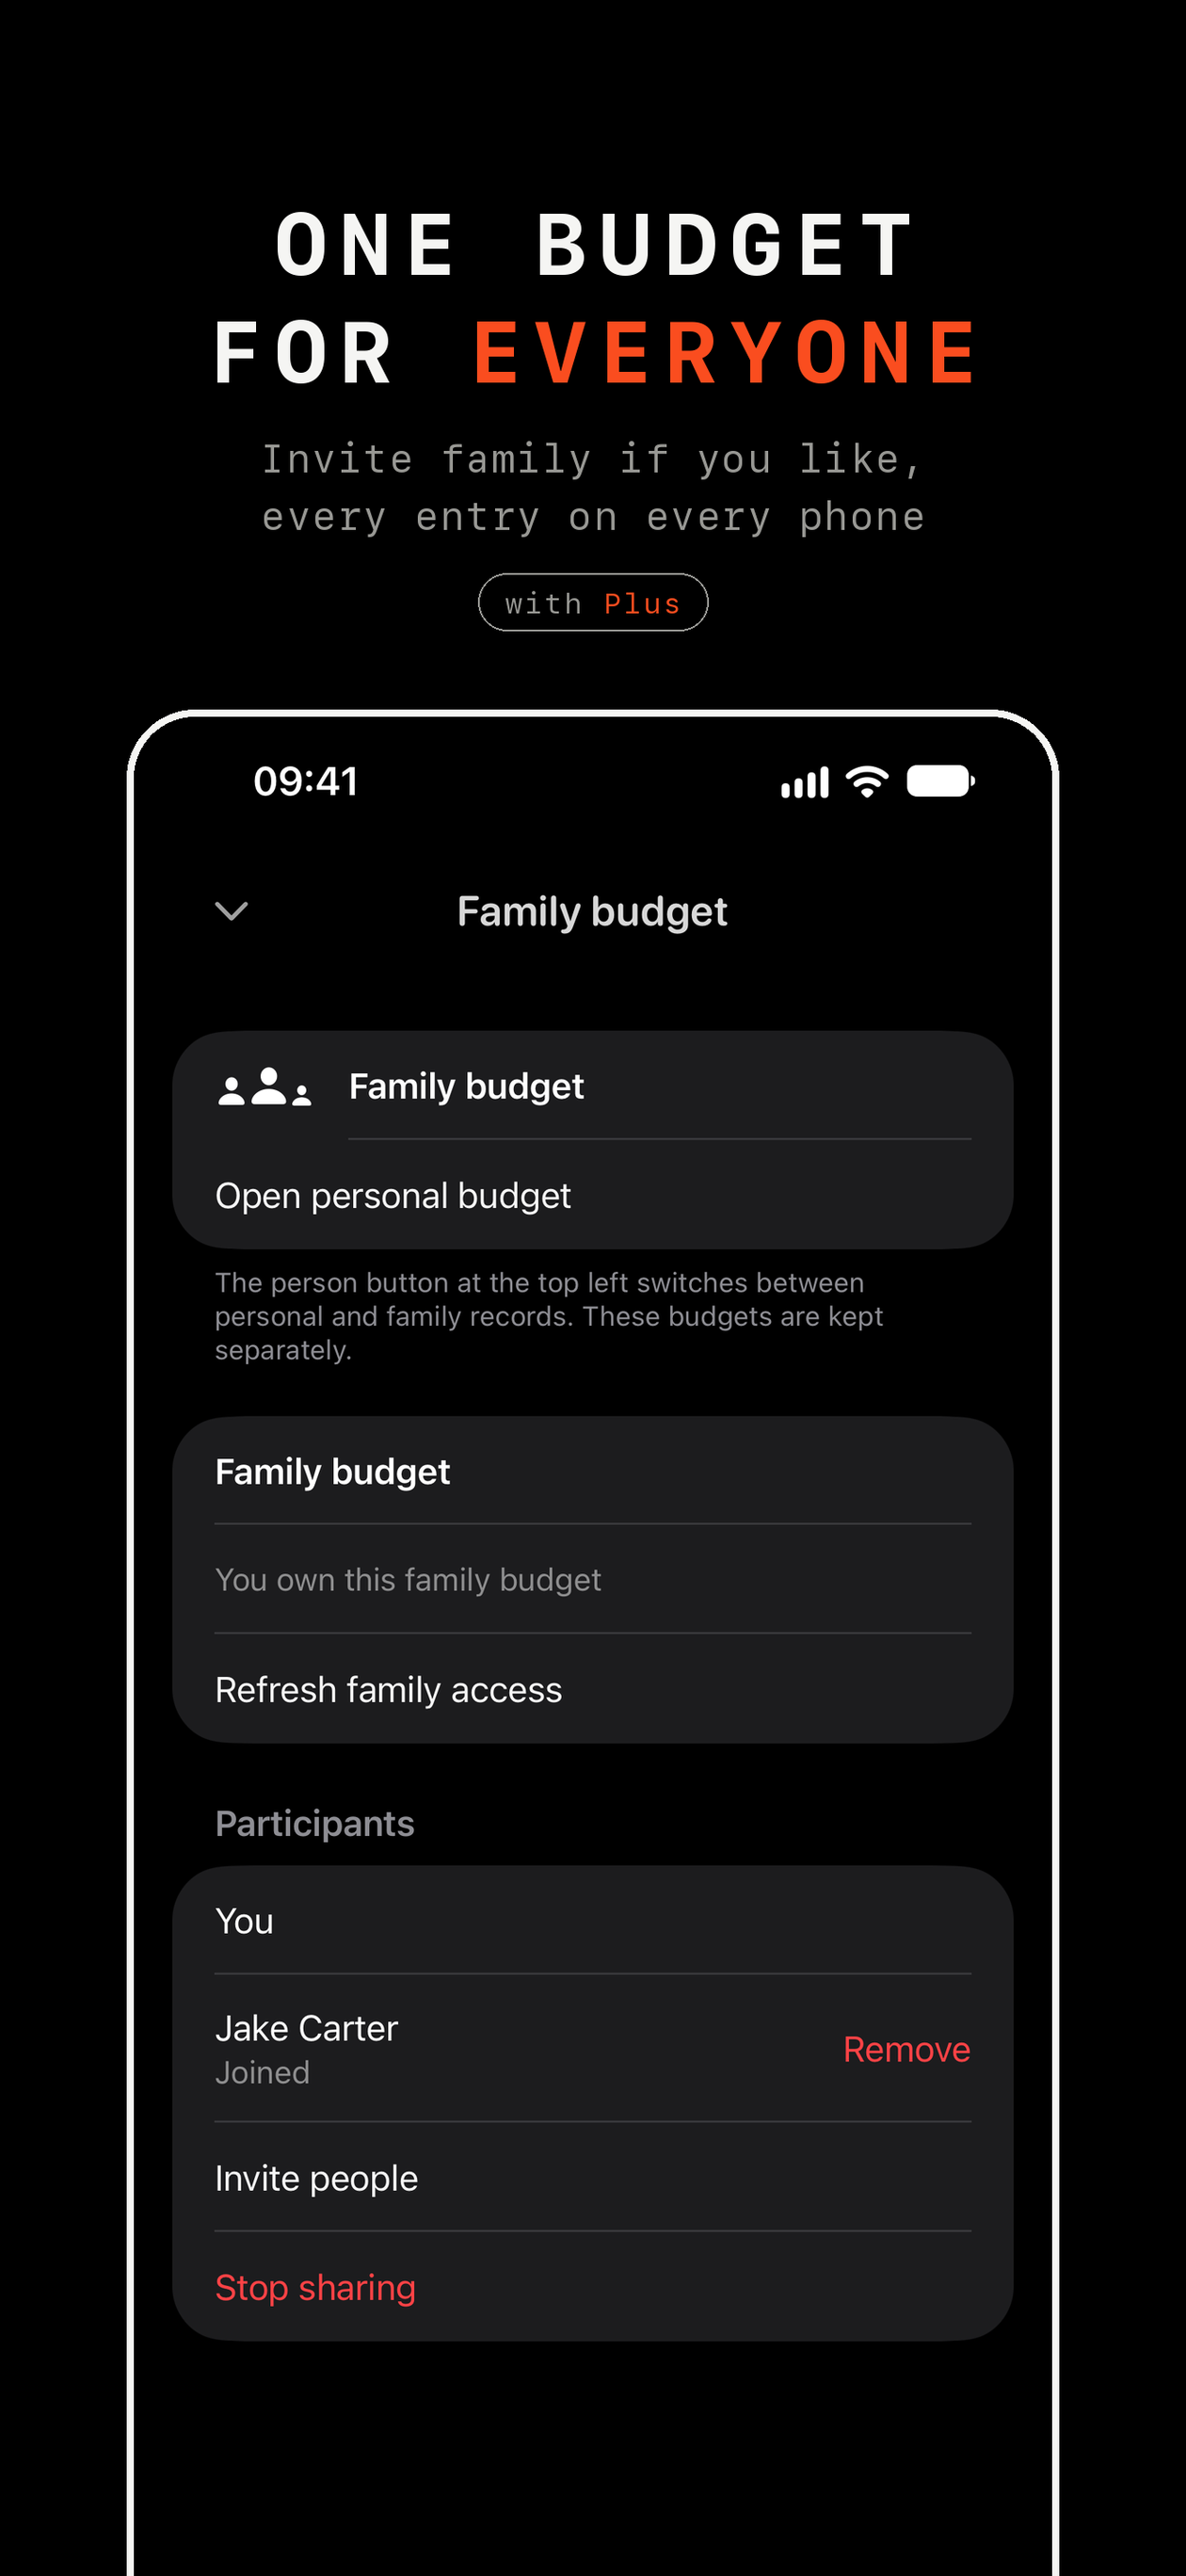 ONE BUDGET
FOR EVERYONE
Invite family if you like,
every entry on every phone
with Plus
09:41
Family budget
Family budget
Open personal budget
The person button at the top left switches between
personal and family records. These budgets are kept
separately.
Family budget
You own this family budget
Refresh family access
Participants
You
Jake Carter
Joined
Remove
Invite people
Stop sharing